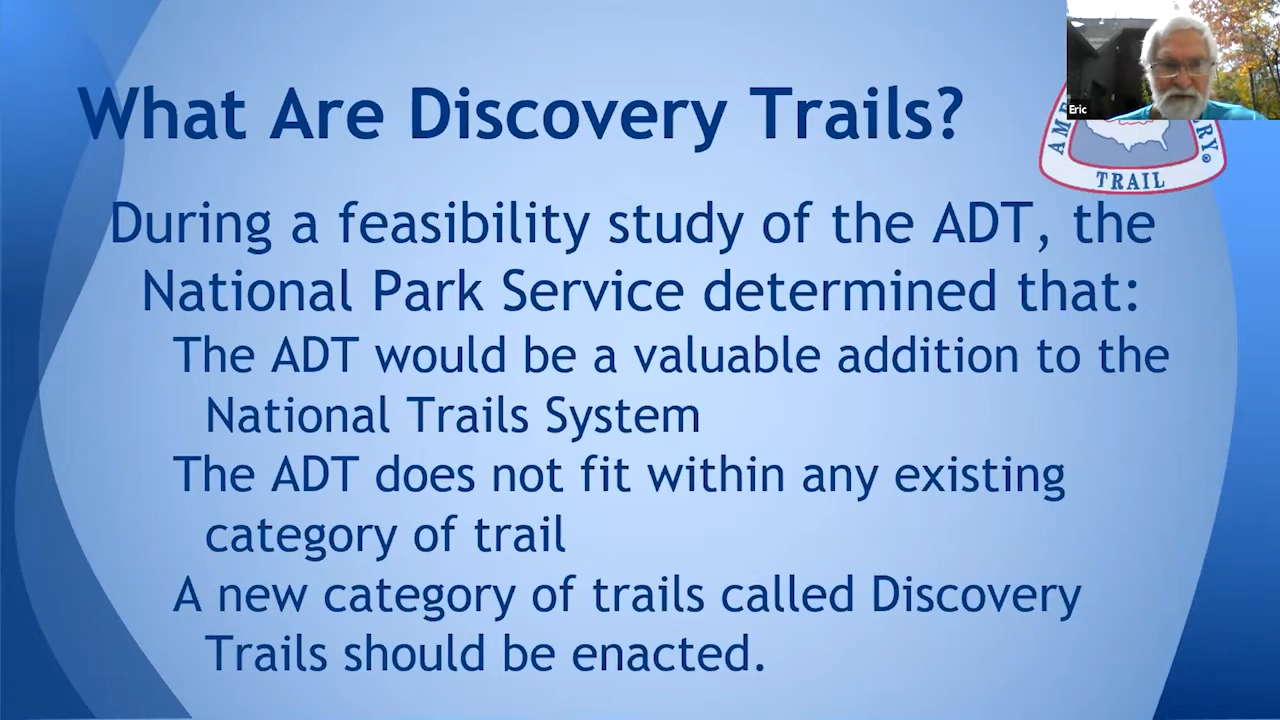 What Are Discovery Trails?
Eric
AME
RY®
TRAIL
During a feasibility study of the ADT, the
National Park Service determined that:
The ADT would be a valuable addition to the
National Trails System
The ADT does not fit within any existing
category of trail
A new category of trails called Discovery
Trails should be enacted.